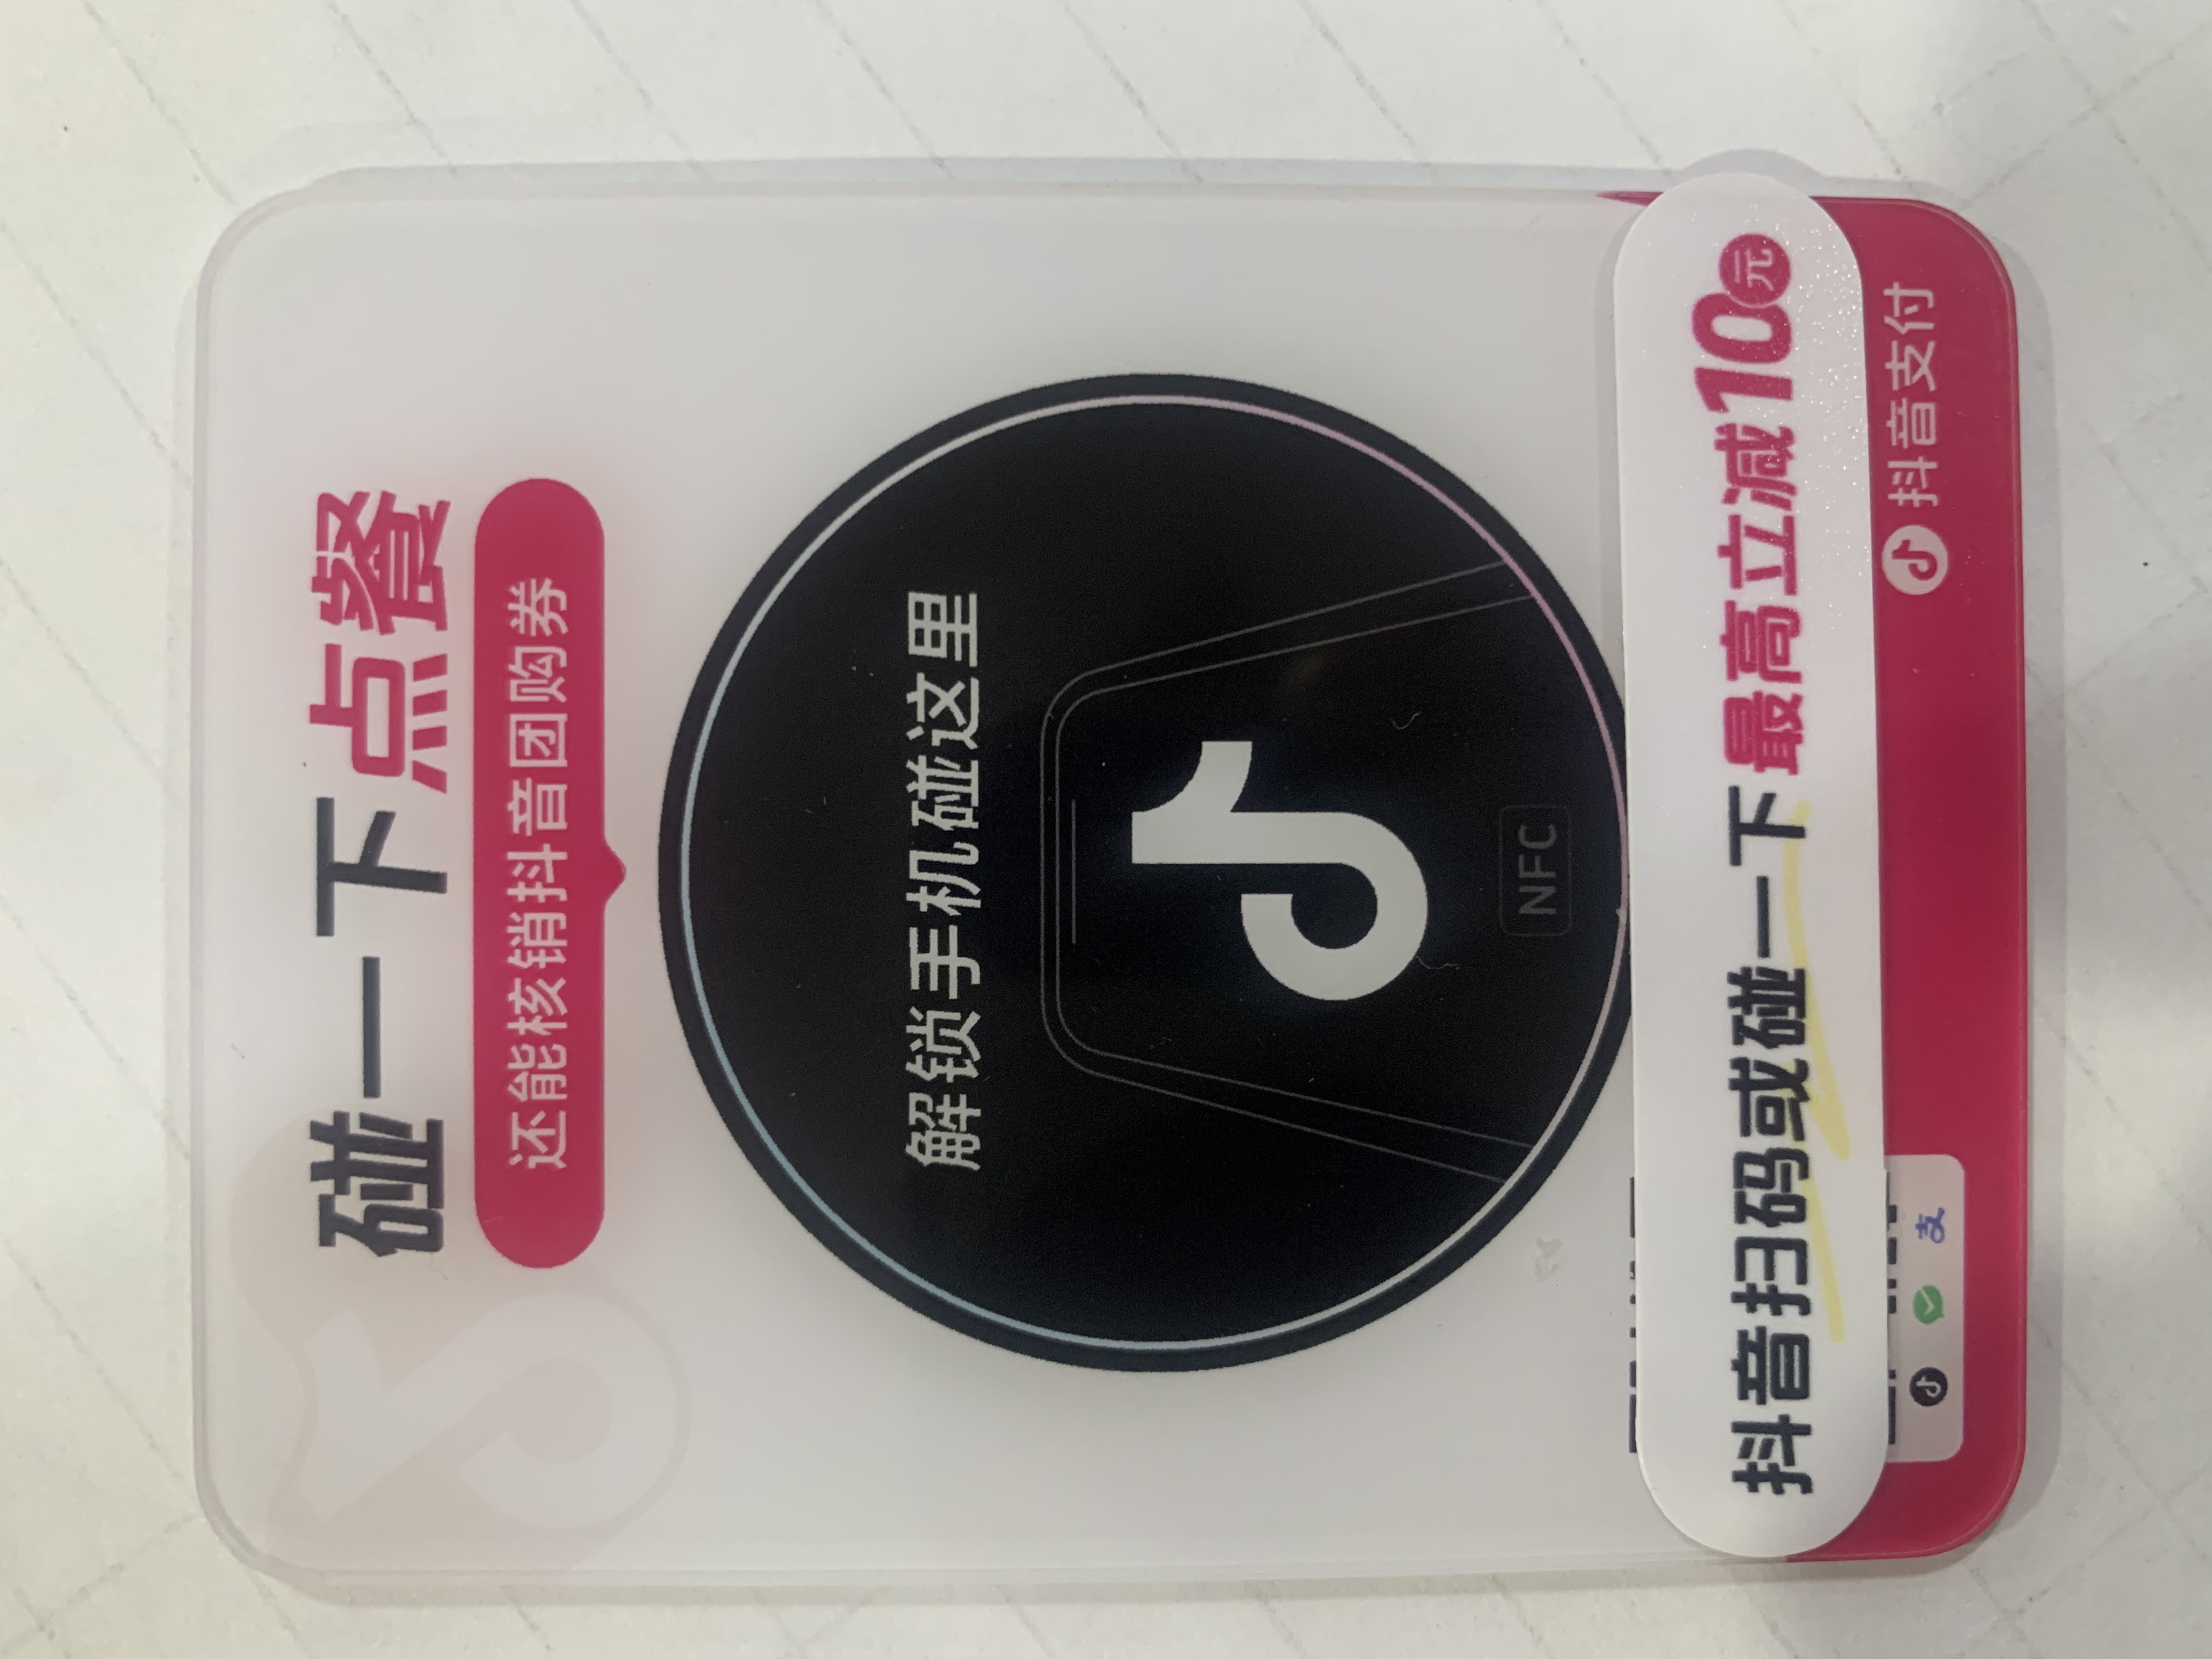 碰一下点餐
还能核销抖音团购券
解锁手机碰这里
NFC
抖音扫码或碰一下最高立减10元
支
抖音支付